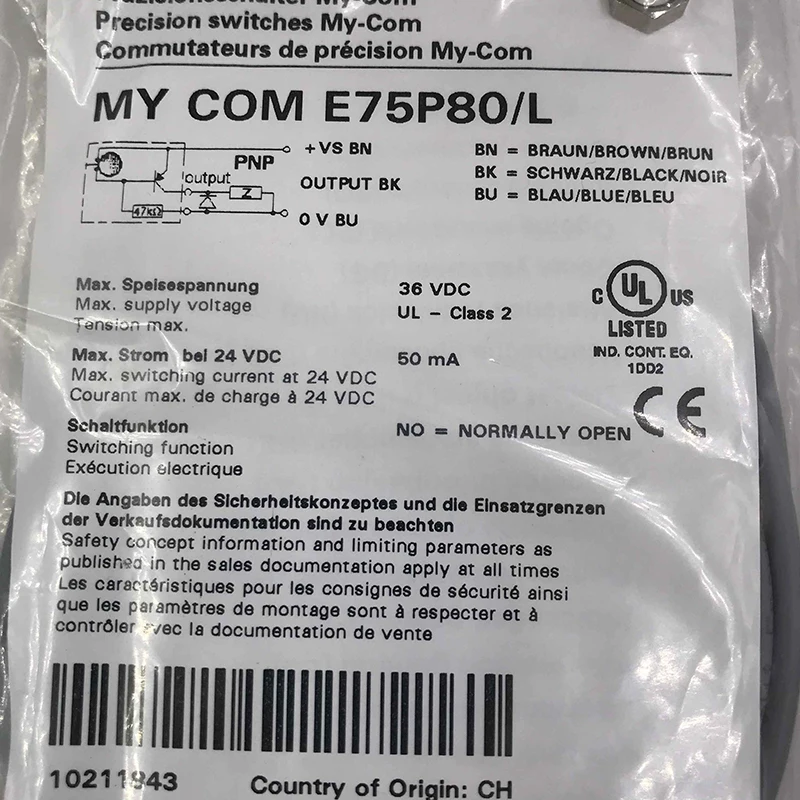 Präzisionsschalter My-Com
Precision switches My-Com
Commutateurs de précision My-Com
MY COM E75P80/L
PNP
output
Z
47kΩ
+VS BN
OUTPUT BK
0 V BU
BN = BRAUN/BROWN/BRUN
BK = SCHWARZ/BLACK/NOIR
BU = BLAU/BLUE/BLEU
Max. Speisespannung 36 VDC
Max. supply voltage UL - Class 2
Tension max.
C UL US
LISTED
IND. CONT. EQ.
1DD2
Max. Strom bei 24 VDC 50 mA
Max. switching current at 24 VDC
Courant max. de charge à 24 VDC
CE
Schaltfunktion NO = NORMALLY OPEN
Switching function
Exécution électrique
Die Angaben des Sicherheitskonzeptes und die Einsatzgrenzen
der Verkaufsdokumentation sind zu beachten
Safety concept information and limiting parameters as
published in the sales documentation apply at all times
Les caractéristiques pour les consignes de sécurité ainsi
que les paramètres de montage sont à respecter et à
contrôler avec la documentation de vente
10211943 Country of Origin: CH